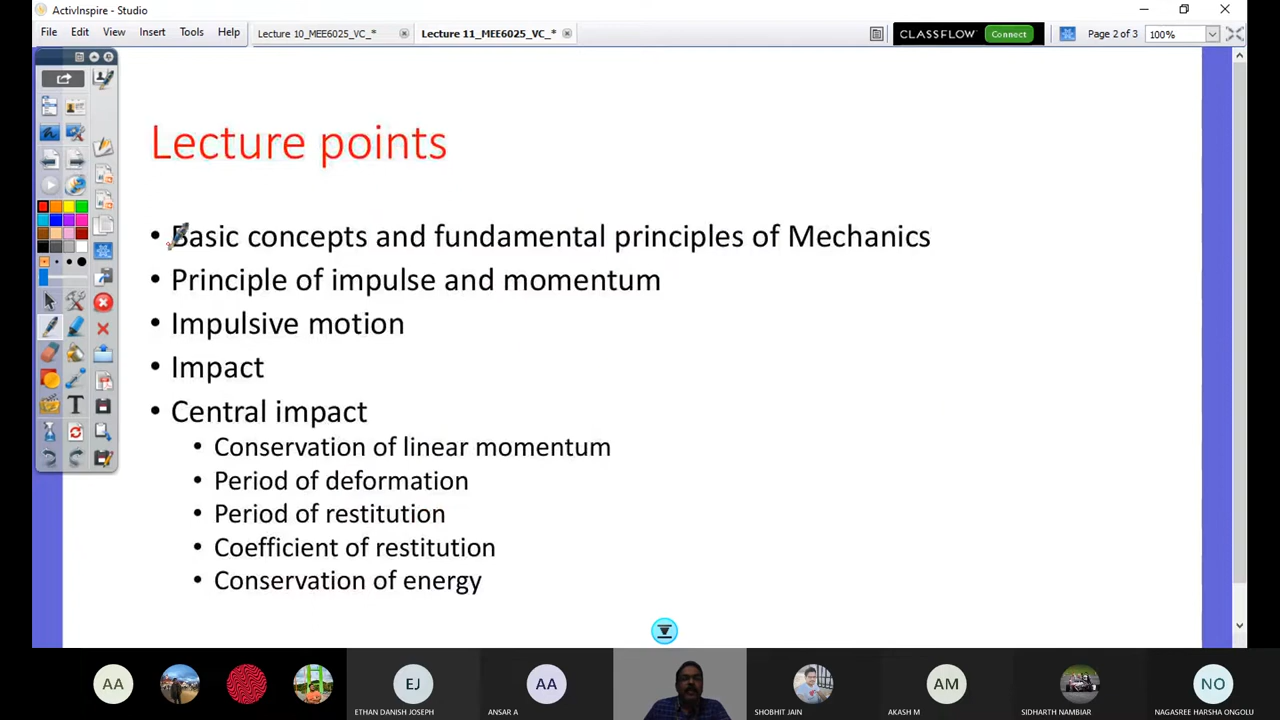 ActivInspire - Studio
File Edit View Insert Tools Help
Lecture 10_MEE6025_VC_*
Lecture 11_MEE6025_VC_*
CLASSFLOW Connect
Page 2 of 3
100%
Lecture points
• Basic concepts and fundamental principles of Mechanics
• Principle of impulse and momentum
• Impulsive motion
• Impact
• Central impact
• Conservation of linear momentum
• Period of deformation
• Period of restitution
• Coefficient of restitution
• Conservation of energy
AA EJ AA AM NO
ETHAN DANISH JOSEPH ANSAR A SHOBHIT JAIN AKASH M SIDHARTH NAMBIAR NAGASREE HARSHA ONGOLU